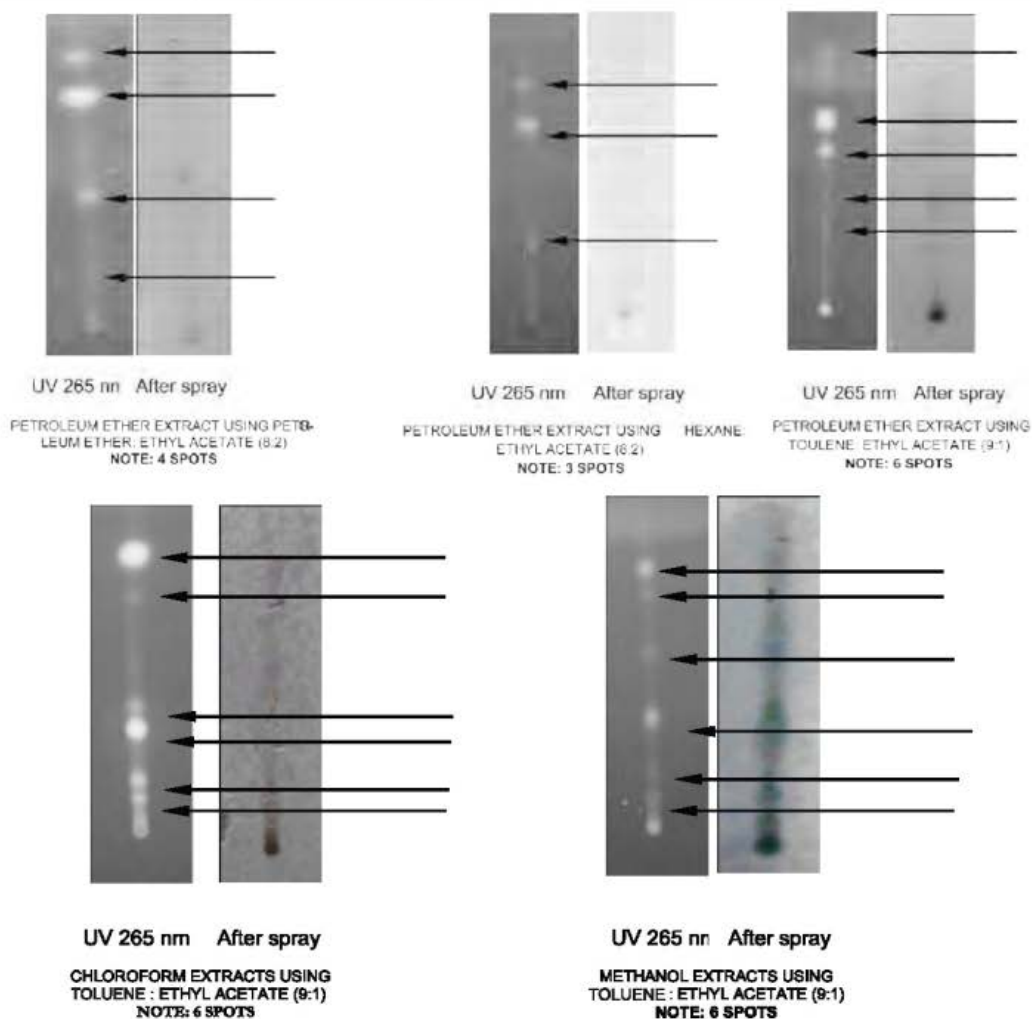 UV 265 nn After spray
PETROLEUM ETHER EXTRACT USING PETR-
LEUM ETHER: ETHYL ACETATE (8:2)
NOTE: 4 SPOTS
UV 265 nm After spray
PETROLEUM ETHER EXTRACT USING HEXANE:
ETHYL ACETATE (8:2)
NOTE: 3 SPOTS
UV 265 nm After spray
PETROLEUM ETHER EXTRACT USING
TOULENE: ETHYL ACETATE (9:1)
NOTE: 6 SPOTS
UV 265 nm After spray
CHLOROFORM EXTRACTS USING
TOLUENE : ETHYL ACETATE (9:1)
NOTE: 6 SPOTS
UV 265 nn After spray
METHANOL EXTRACTS USING
TOLUENE : ETHYL ACETATE (9:1)
NOTE: 6 SPOTS